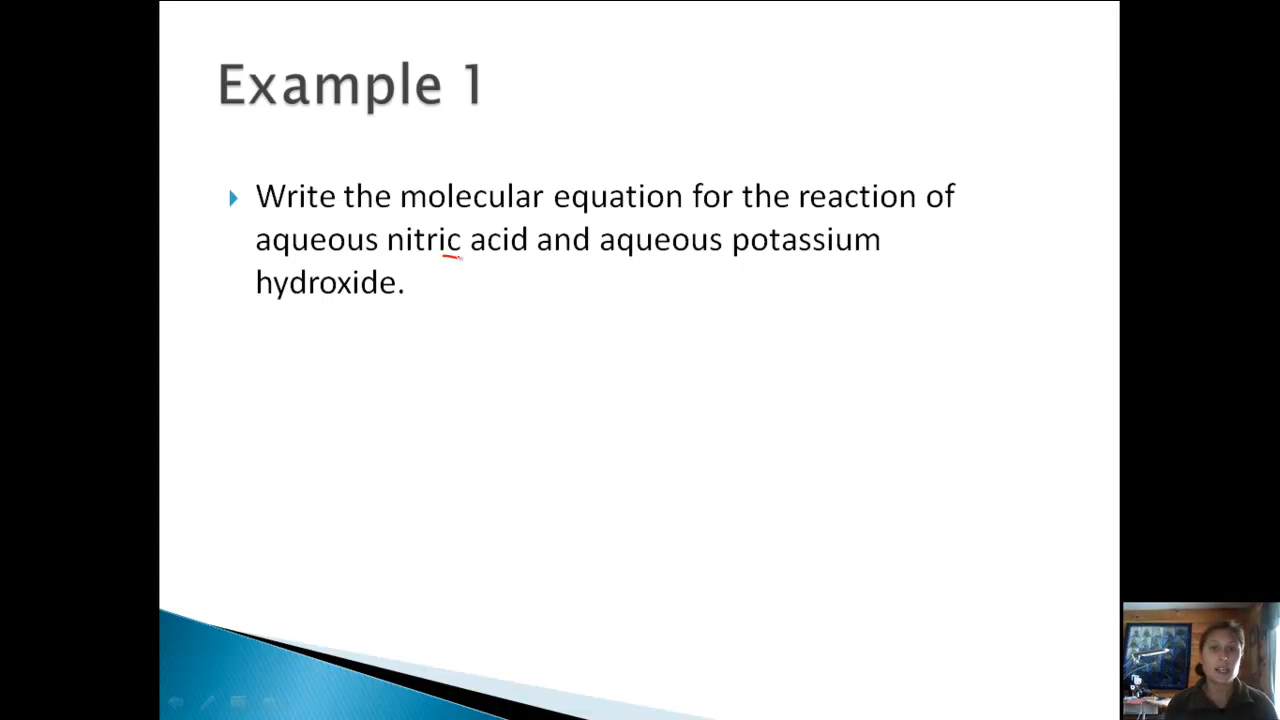 Example 1
Write the molecular equation for the reaction of
aqueous nitric acid and aqueous potassium
hydroxide.